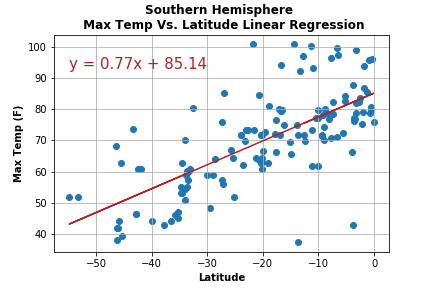 Southern Hemisphere
Max Temp Vs. Latitude Linear Regression
y = 0.77x + 85.14
Max Temp (F)
100
90
80
70
60
50
40
−50
−40
−30
−20
−10
0
Latitude